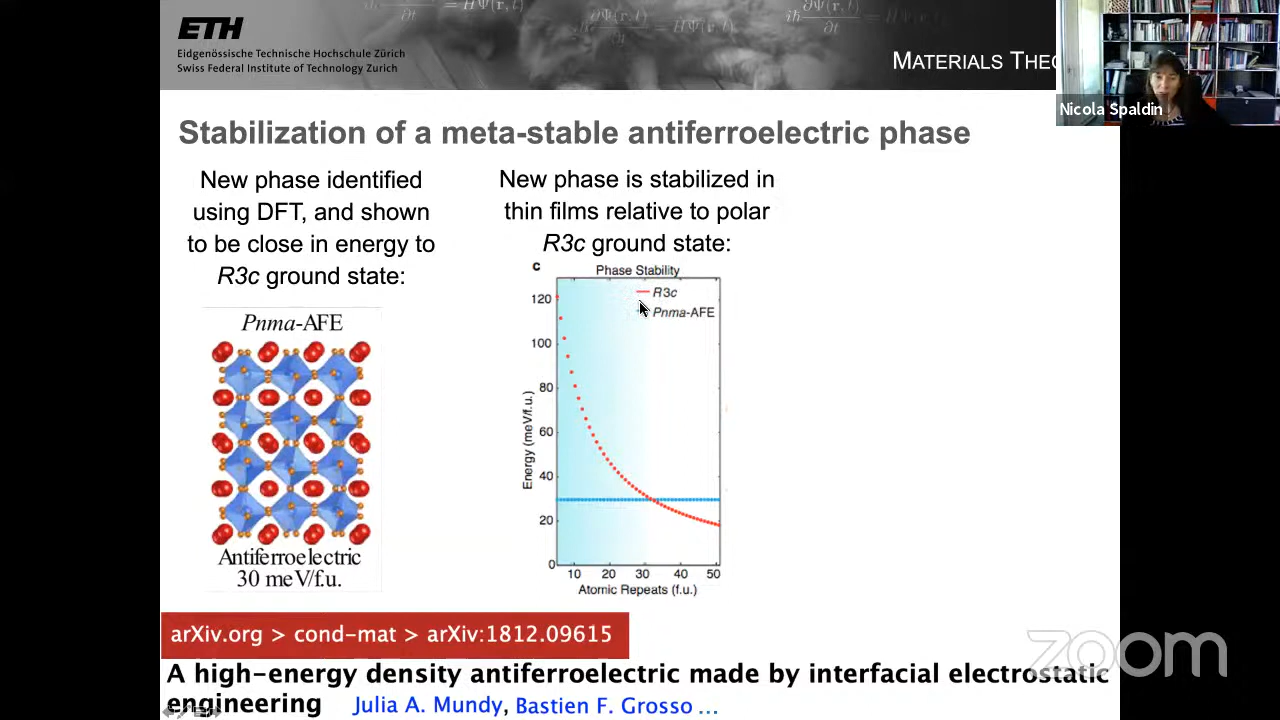 ETH
Eidgenössische Technische Hochschule Zürich
Swiss Federal Institute of Technology Zurich
MATERIALS
Nicola Spaldin
Stabilization of a meta-stable antiferroelectric phase
New phase identified
using DFT, and shown
to be close in energy to
R3c ground state:
Pnma-AFE
Antiferroelectric
30 meV/f.u.
New phase is stabilized in
thin films relative to polar
R3c ground state:
c
Phase Stability
R3c
Pnma-AFE
Energy (meV/f.u.)
120
100
80
60
40
20
0
10 20 30 40 50
Atomic Repeats (f.u.)
arXiv.org > cond-mat > arXiv:1812.09615
A high-energy density antiferroelectric made by interfacial electrostatic
engineering Julia A. Mundy, Bastien F. Grosso ...
zoom